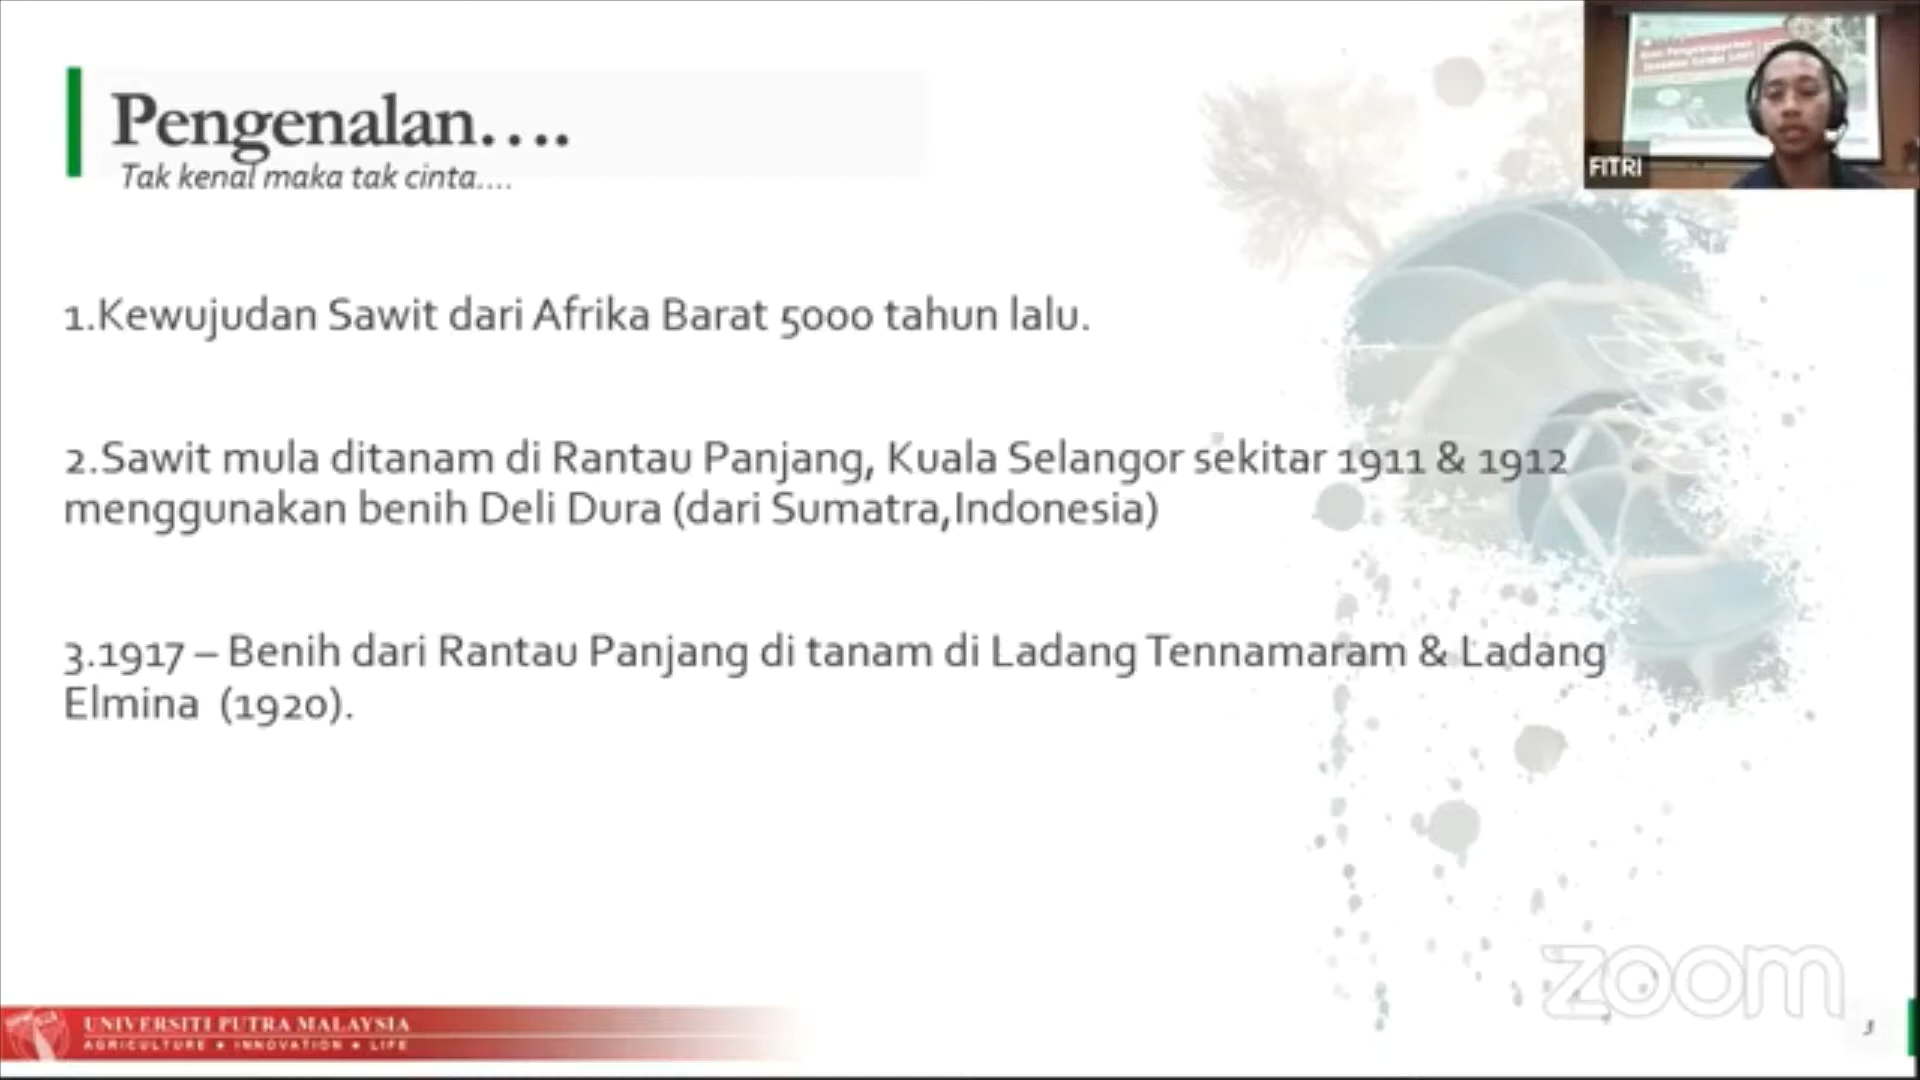 Pengenalan....
Tak kenal maka tak cinta....
FITRI
1.Kewujudan Sawit dari Afrika Barat 5000 tahun lalu.
2.Sawit mula ditanam di Rantau Panjang, Kuala Selangor sekitar 1911 & 1912
menggunakan benih Deli Dura (dari Sumatra,Indonesia)
3.1917 – Benih dari Rantau Panjang di tanam di Ladang Tennamaram & Ladang
Elmina (1920).
zoom
UNIVERSITI PUTRA MALAYSIA
AGRICULTURE • INNOVATION • LIFE
3